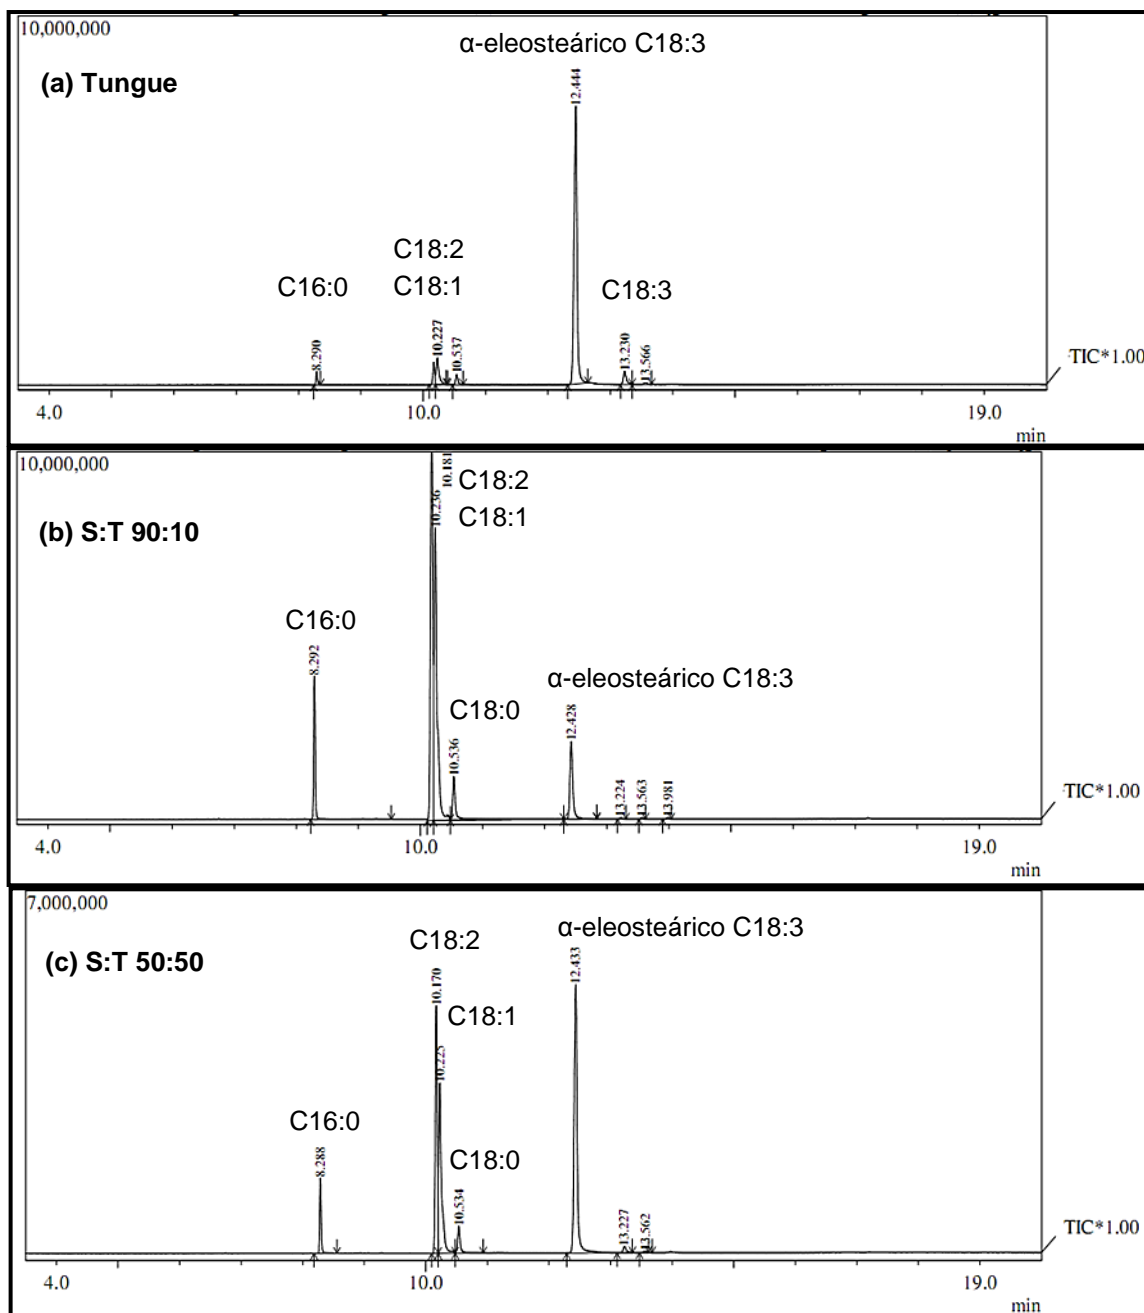 10,000,000
α-eleosteárico C18:3
(a) Tungue
12.444
C18:2
C16:0 C18:1 C18:3
8.290
10.227
10.537
13.230
13.566
TIC*1.00
4.0 10.0 19.0
min
10,000,000
10.181
C18:2
10.236
C18:1
(b) S:T 90:10
C16:0
8.292
α-eleosteárico C18:3
C18:0
12.428
10.536
13.224
13.563
13.981
TIC*1.00
4.0 10.0 19.0
min
7,000,000
α-eleosteárico C18:3
C18:2
(c) S:T 50:50
12.433
10.170
C18:1
10.225
C16:0
8.288
C18:0
10.534
13.227
13.562
TIC*1.00
4.0 10.0 19.0
min